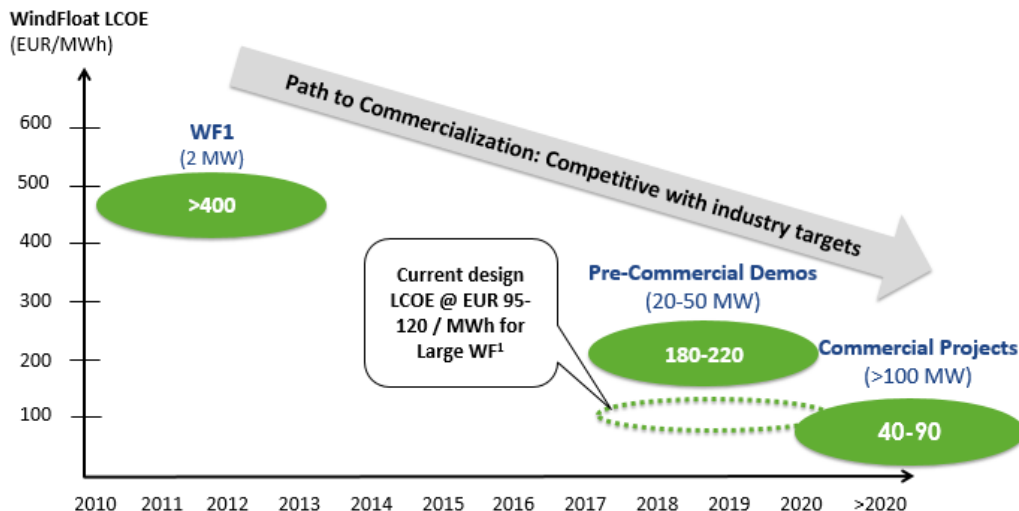 WindFloat LCOE
(EUR/MWh)
Path to Commercialization: Competitive with industry targets
600
WF1
(2 MW)
500
>400
400
Current design
LCOE @ EUR 95-
120 / MWh for
Large WF¹
Pre-Commercial Demos
(20-50 MW)
300
180-220
200
Commercial Projects
(>100 MW)
100
40-90
2010 2011 2012 2013 2014 2015 2016 2017 2018 2019 2020 >2020